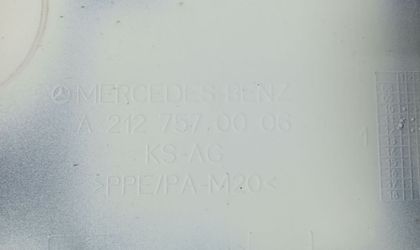 MERCEDES-BENZ
A 212 757 00 06
KS-AG
>PPE/PA-M20<